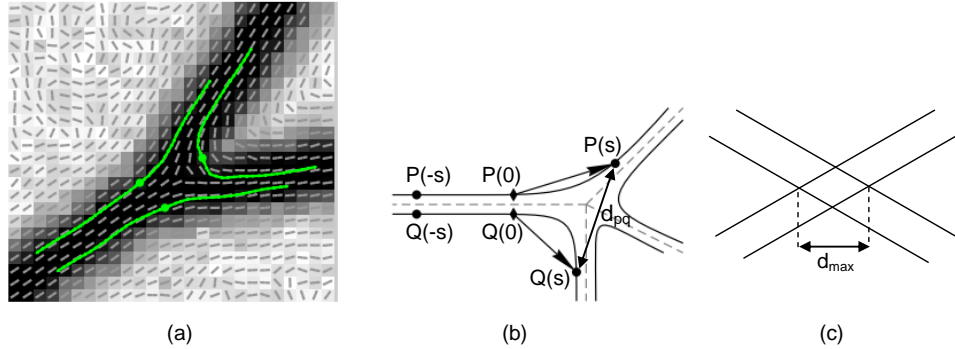 P(-s) P(0) P(s)
Q(-s) Q(0) Q(s)
d_pq
d_max
(a) (b) (c)